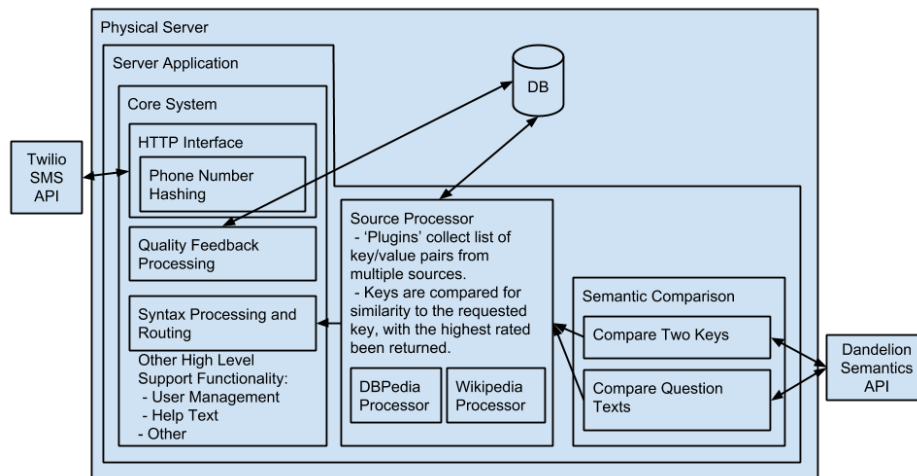 Physical Server
Server Application
Core System
HTTP Interface
Phone Number
Hashing
Twilio
SMS
API
Quality Feedback
Processing
Syntax Processing and
Routing
Other High Level
Support Functionality:
- User Management
- Help Text
- Other
DB
Source Processor
- ‘Plugins’ collect list of
key/value pairs from
multiple sources.
- Keys are compared for
similarity to the requested
key, with the highest rated
been returned.
DBPedia
Processor
Wikipedia
Processor
Semantic Comparison
Compare Two Keys
Compare Question
Texts
Dandelion
Semantics
API